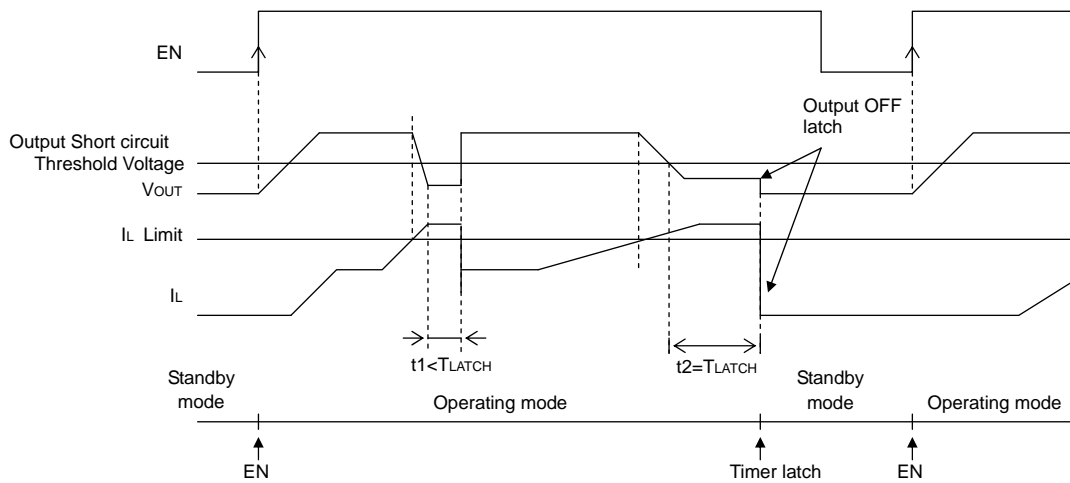 EN
Output OFF
latch
Output Short circuit
Threshold Voltage
VOUT
IL Limit
IL
t1<TLATCH
t2=TLATCH
Standby
mode
Operating mode
Standby
mode
Operating mode
EN
Timer latch
EN